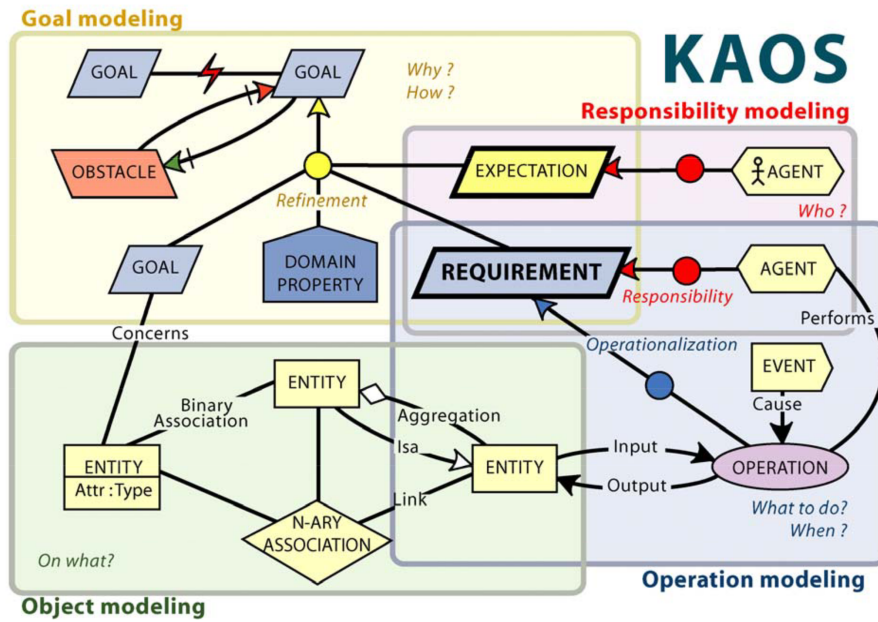 Goal modeling
KAOS
GOAL
GOAL
Why ?
How ?
Responsibility modeling
OBSTACLE
EXPECTATION
AGENT
Refinement
Who ?
GOAL
DOMAIN
PROPERTY
REQUIREMENT
AGENT
Responsibility
Concerns
Performs
Operationalization
EVENT
Cause
ENTITY
Binary
Association
Aggregation
Isa
Input
ENTITY
Attr : Type
ENTITY
OPERATION
Output
Link
N-ARY
ASSOCIATION
What to do?
When ?
On what?
Operation modeling
Object modeling